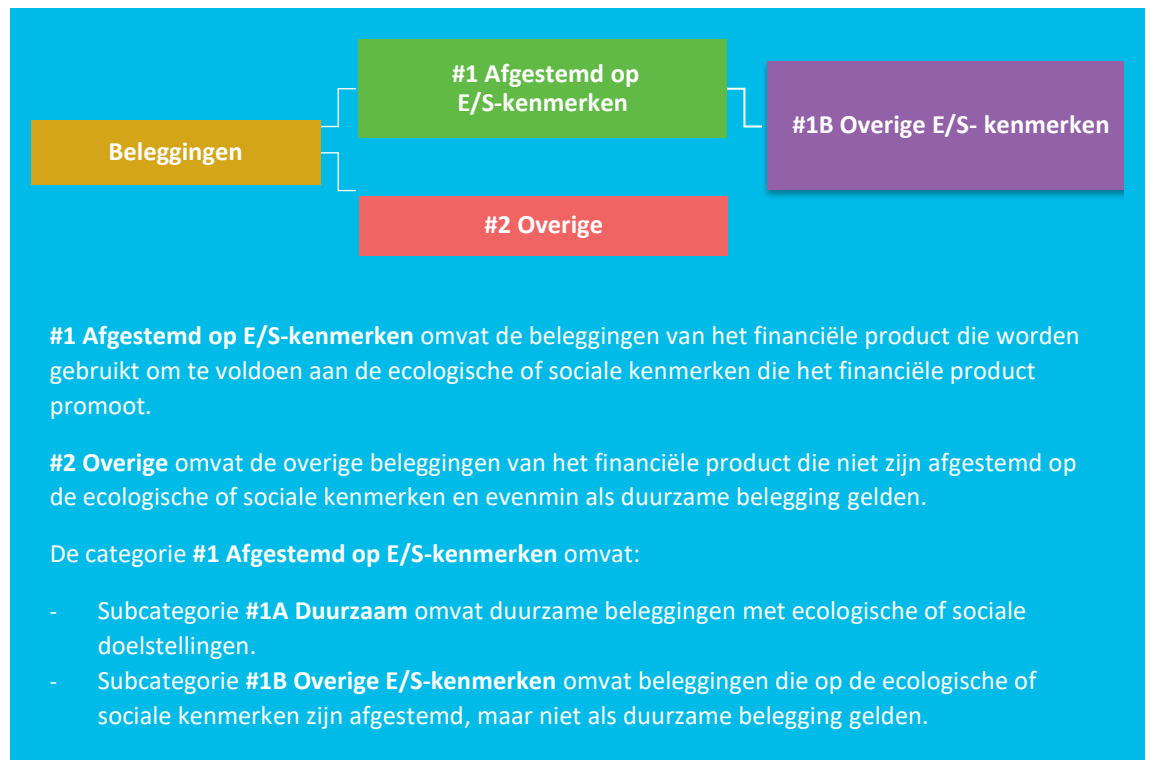 #1 Afgestemd op
E/S-kenmerken
#1B Overige E/S- kenmerken
Beleggingen
#2 Overige
#1 Afgestemd op E/S-kenmerken omvat de beleggingen van het financiële product die worden
gebruikt om te voldoen aan de ecologische of sociale kenmerken die het financiële product
promoot.
#2 Overige omvat de overige beleggingen van het financiële product die niet zijn afgestemd op
de ecologische of sociale kenmerken en evenmin als duurzame belegging gelden.
De categorie #1 Afgestemd op E/S-kenmerken omvat:
- Subcategorie #1A Duurzaam omvat duurzame beleggingen met ecologische of sociale
doelstellingen.
- Subcategorie #1B Overige E/S-kenmerken omvat beleggingen die op de ecologische of
sociale kenmerken zijn afgestemd, maar niet als duurzame belegging gelden.